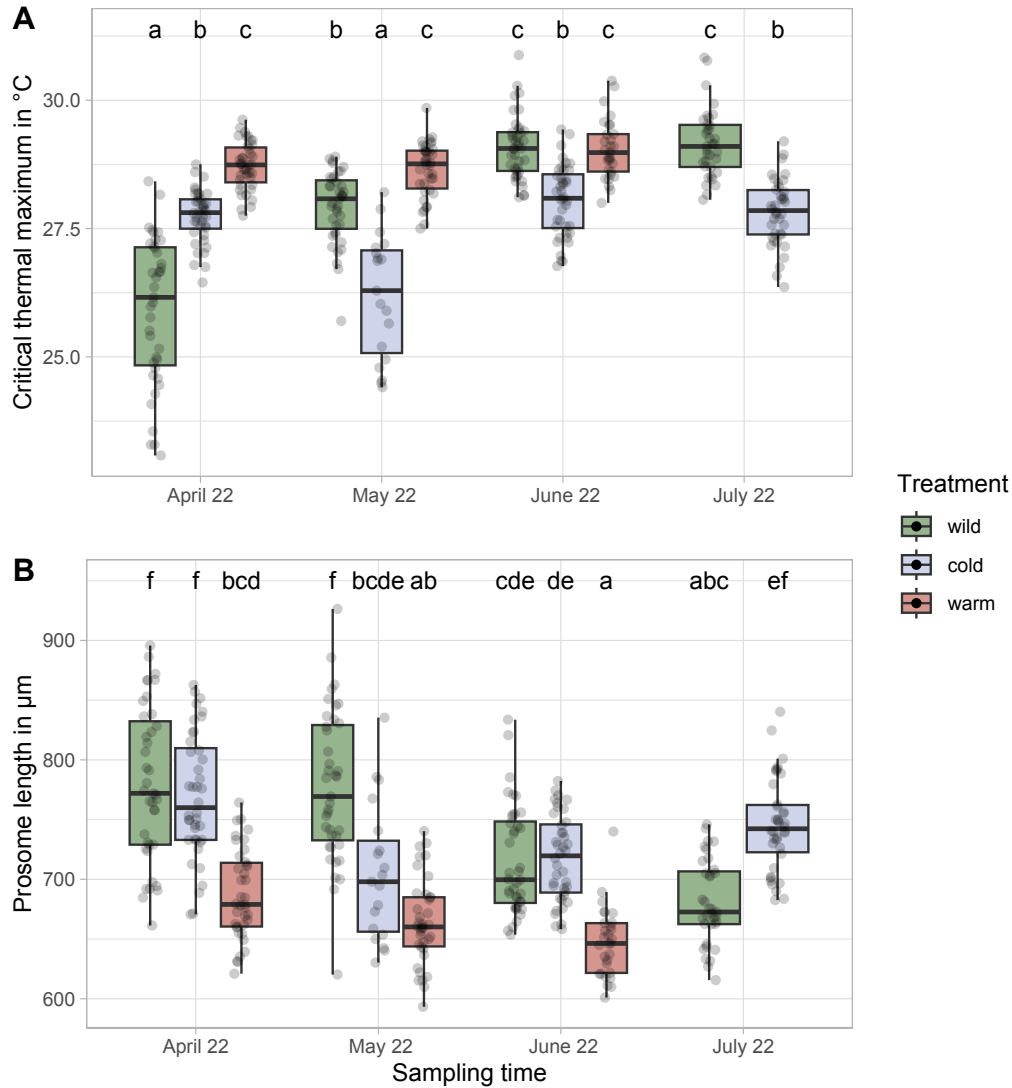 A
a b c b a c c b c c b
Critical thermal maximum in °C
30.0
27.5
25.0
April 22 May 22 June 22 July 22
Treatment
wild
cold
warm
B
f f bcd f bcde ab cde de a abc ef
Prosome length in µm
900
800
700
600
April 22 May 22 June 22 July 22
Sampling time